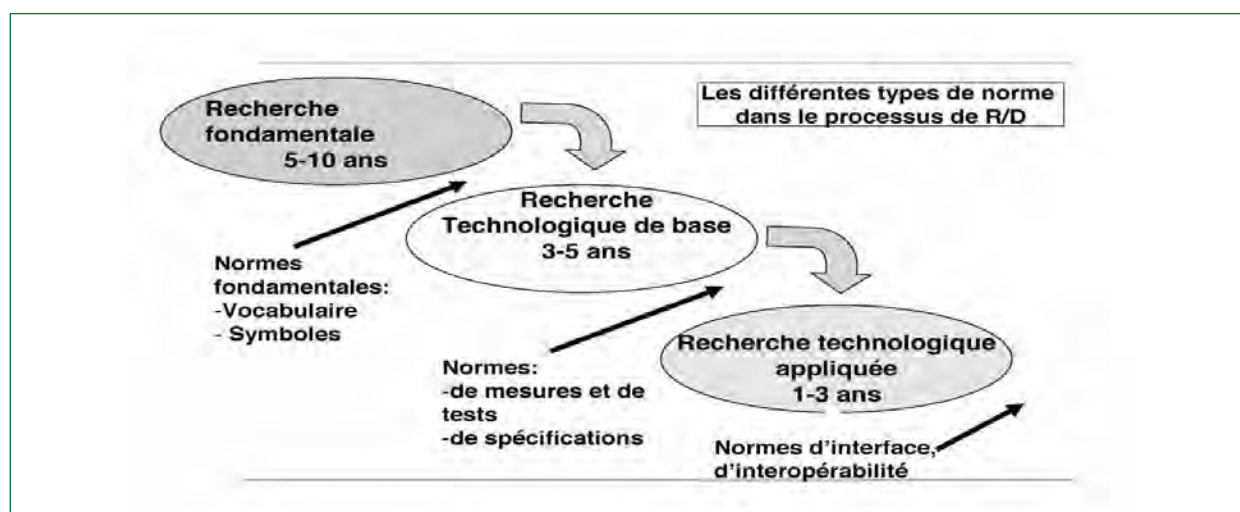 Les différentes types de norme
dans le processus de R/D
Recherche
fondamentale
5-10 ans
Recherche
Technologique de base
3-5 ans
Normes
fondamentales:
-Vocabulaire
- Symboles
Recherche technologique
appliquée
1-3 ans
Normes:
-de mesures et de
tests
-de spécifications
Normes d'interface,
d'interopérabilité